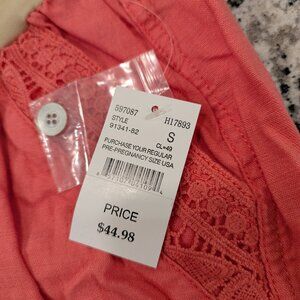 597087
H17893
STYLE
91341-82
S
CL=49
PURCHASE YOUR REGULAR
PRE-PREGNANCY SIZE USA
PRICE
$44.98